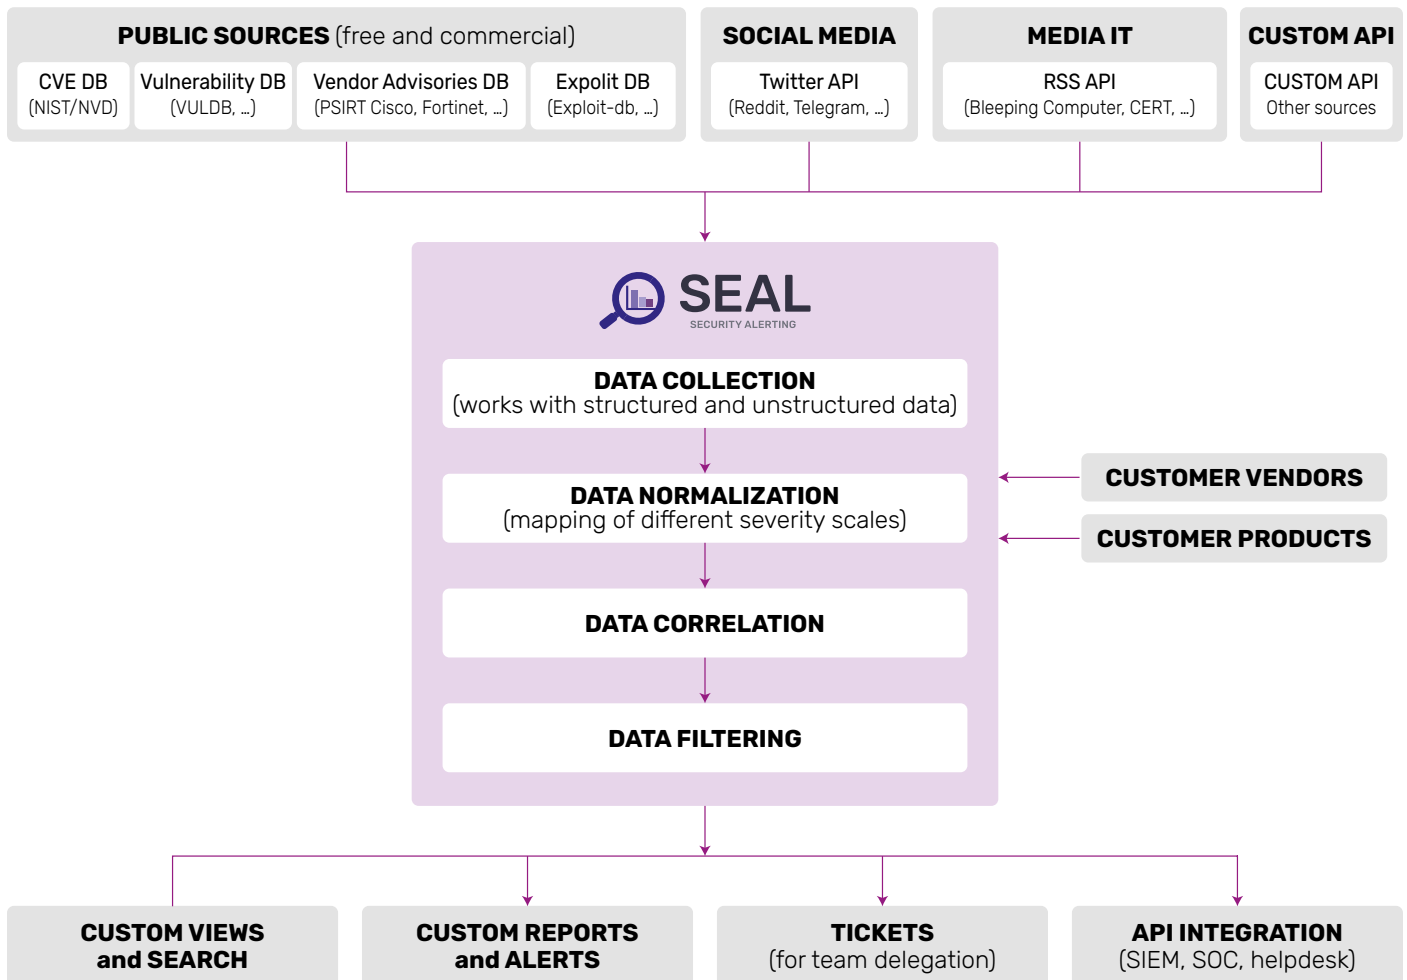 PUBLIC SOURCES (free and commercial)
CVE DB
(NIST/NVD)
Vulnerability DB
(VULDB, ...)
Vendor Advisories DB
(PSIRT Cisco, Fortinet, ...)
Expolit DB
(Exploit-db, ...)
SOCIAL MEDIA
Twitter API
(Reddit, Telegram, ...)
MEDIA IT
RSS API
(Bleeping Computer, CERT, ...)
CUSTOM API
CUSTOM API
Other sources
SEAL
SECURITY ALERTING
DATA COLLECTION
(works with structured and unstructured data)
DATA NORMALIZATION
(mapping of different severity scales)
DATA CORRELATION
DATA FILTERING
CUSTOMER VENDORS
CUSTOMER PRODUCTS
CUSTOM VIEWS
and SEARCH
CUSTOM REPORTS
and ALERTS
TICKETS
(for team delegation)
API INTEGRATION
(SIEM, SOC, helpdesk)